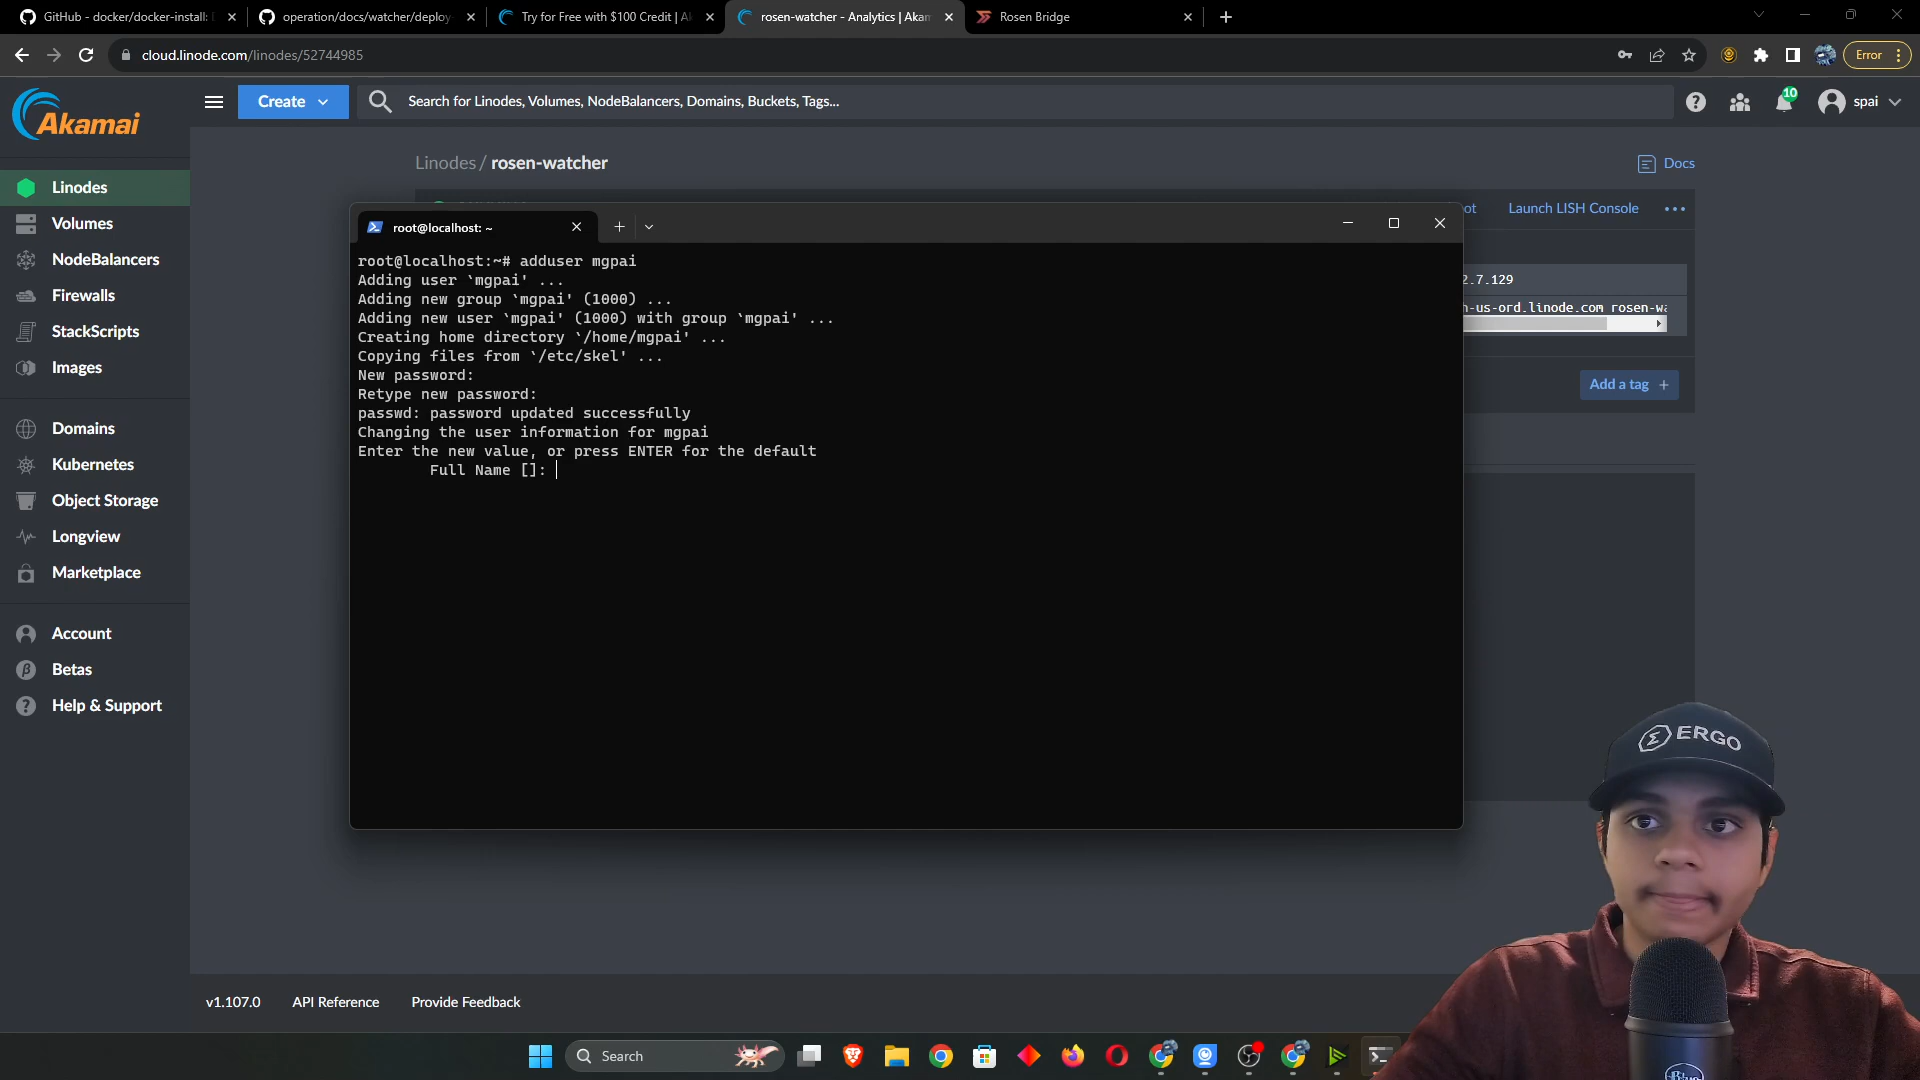 GitHub - docker/docker-install:
operation/docs/watcher/deploy
Try for Free with $100 Credit |
rosen-watcher - Analytics | Akam
Rosen Bridge
cloud.linode.com/linodes/52744985
Error
Akamai
Create
Search for Linodes, Volumes, NodeBalancers, Domains, Buckets, Tags...
10
spai
Linodes / rosen-watcher
Docs
Linodes
Volumes
NodeBalancers
Firewalls
StackScripts
Images
Domains
Kubernetes
Object Storage
Longview
Marketplace
Account
Betas
Help & Support
Launch LISH Console
2.7.129
h-us-ord.linode.com rosen-wa
Add a tag +
root@localhost: ~
root@localhost:~# adduser mgpai
Adding user `mgpai' ...
Adding new group `mgpai' (1000) ...
Adding new user `mgpai' (1000) with group `mgpai' ...
Creating home directory `/home/mgpai' ...
Copying files from `/etc/skel' ...
New password:
Retype new password:
passwd: password updated successfully
Changing the user information for mgpai
Enter the new value, or press ENTER for the default
Full Name []:
ΣERGO
Blue
v1.107.0
API Reference
Provide Feedback
Search